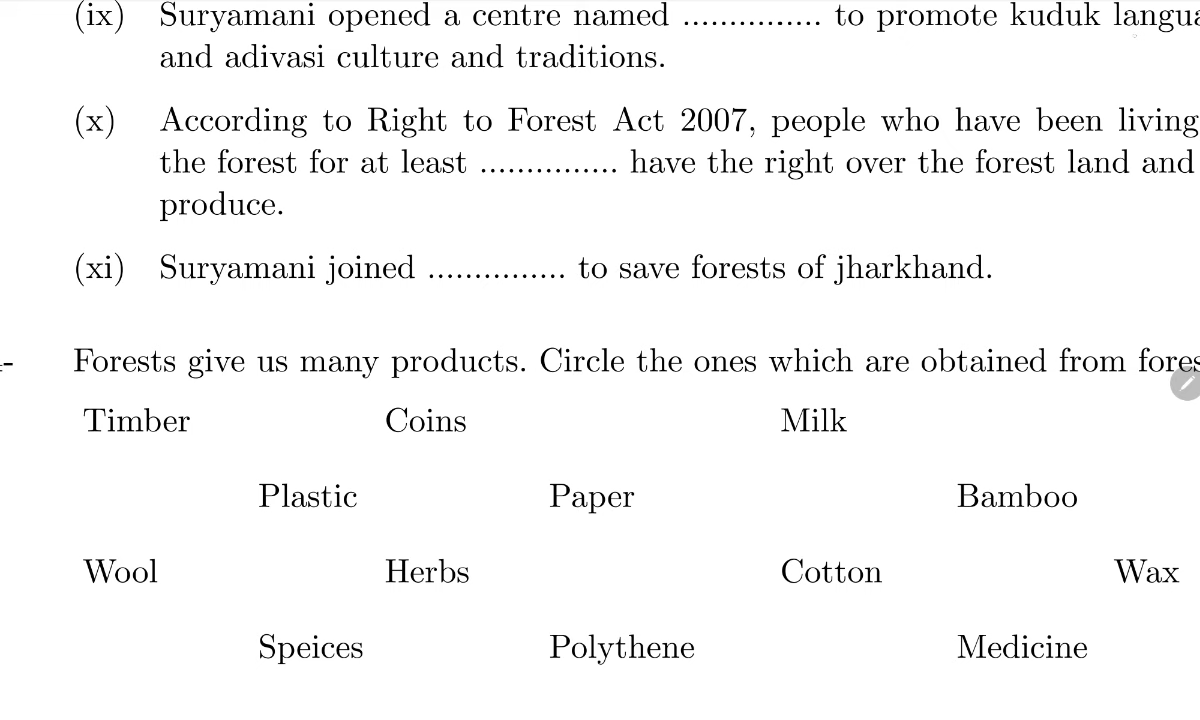 (ix) Suryamani opened a centre named ............... to promote kuduk
and adivasi culture and traditions.
(x) According to Right to Forest Act 2007, people who have been living
the forest for at least ............... have the right over the forest land and
produce.
(xi) Suryamani joined ............... to save forests of jharkhand.
Forests give us many products. Circle the ones which are obtained from
Timber Coins Milk
Plastic Paper Bamboo
Wool Herbs Cotton Wax
Speices Polythene Medicine